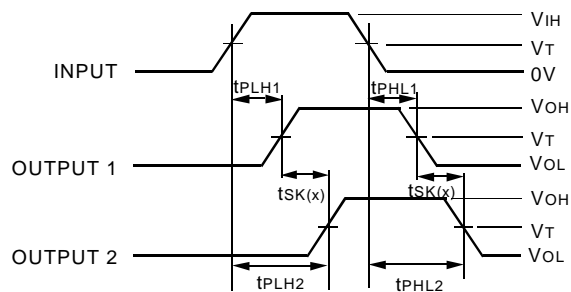 VIH
VT
INPUT
0V
tPLH1
tPHL1
VOH
VT
OUTPUT 1
VOL
tSK(x)
tSK(x)
VOH
VT
OUTPUT 2
VOL
tPLH2
tPHL2